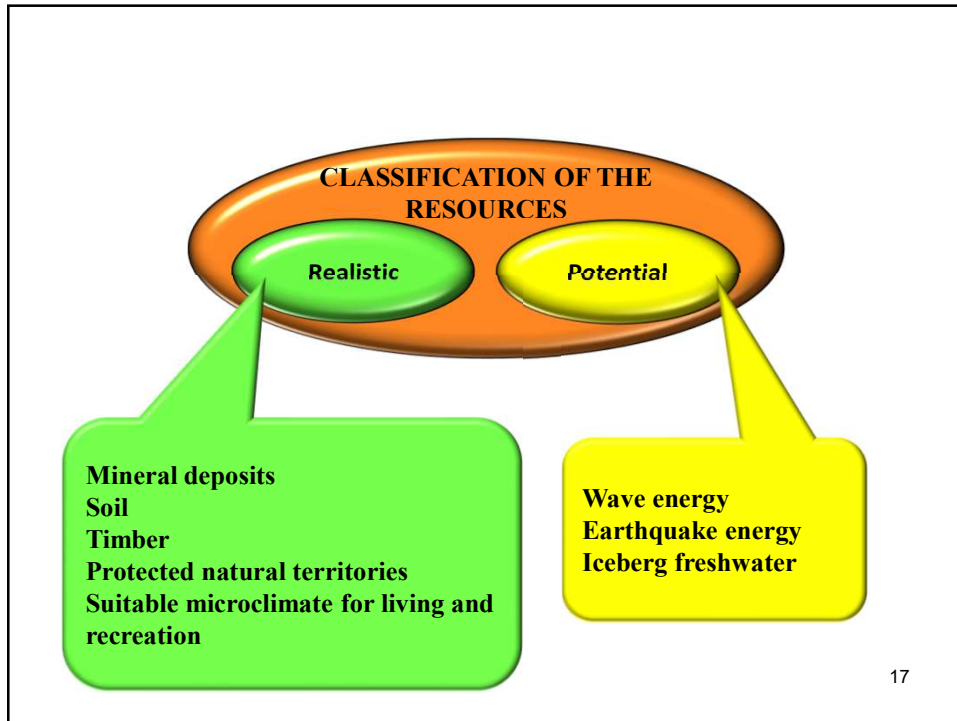 CLASSIFICATION OF THE
RESOURCES
Realistic
Potential
Mineral deposits
Soil
Timber
Protected natural territories
Suitable microclimate for living and
recreation
Wave energy
Earthquake energy
Iceberg freshwater
17